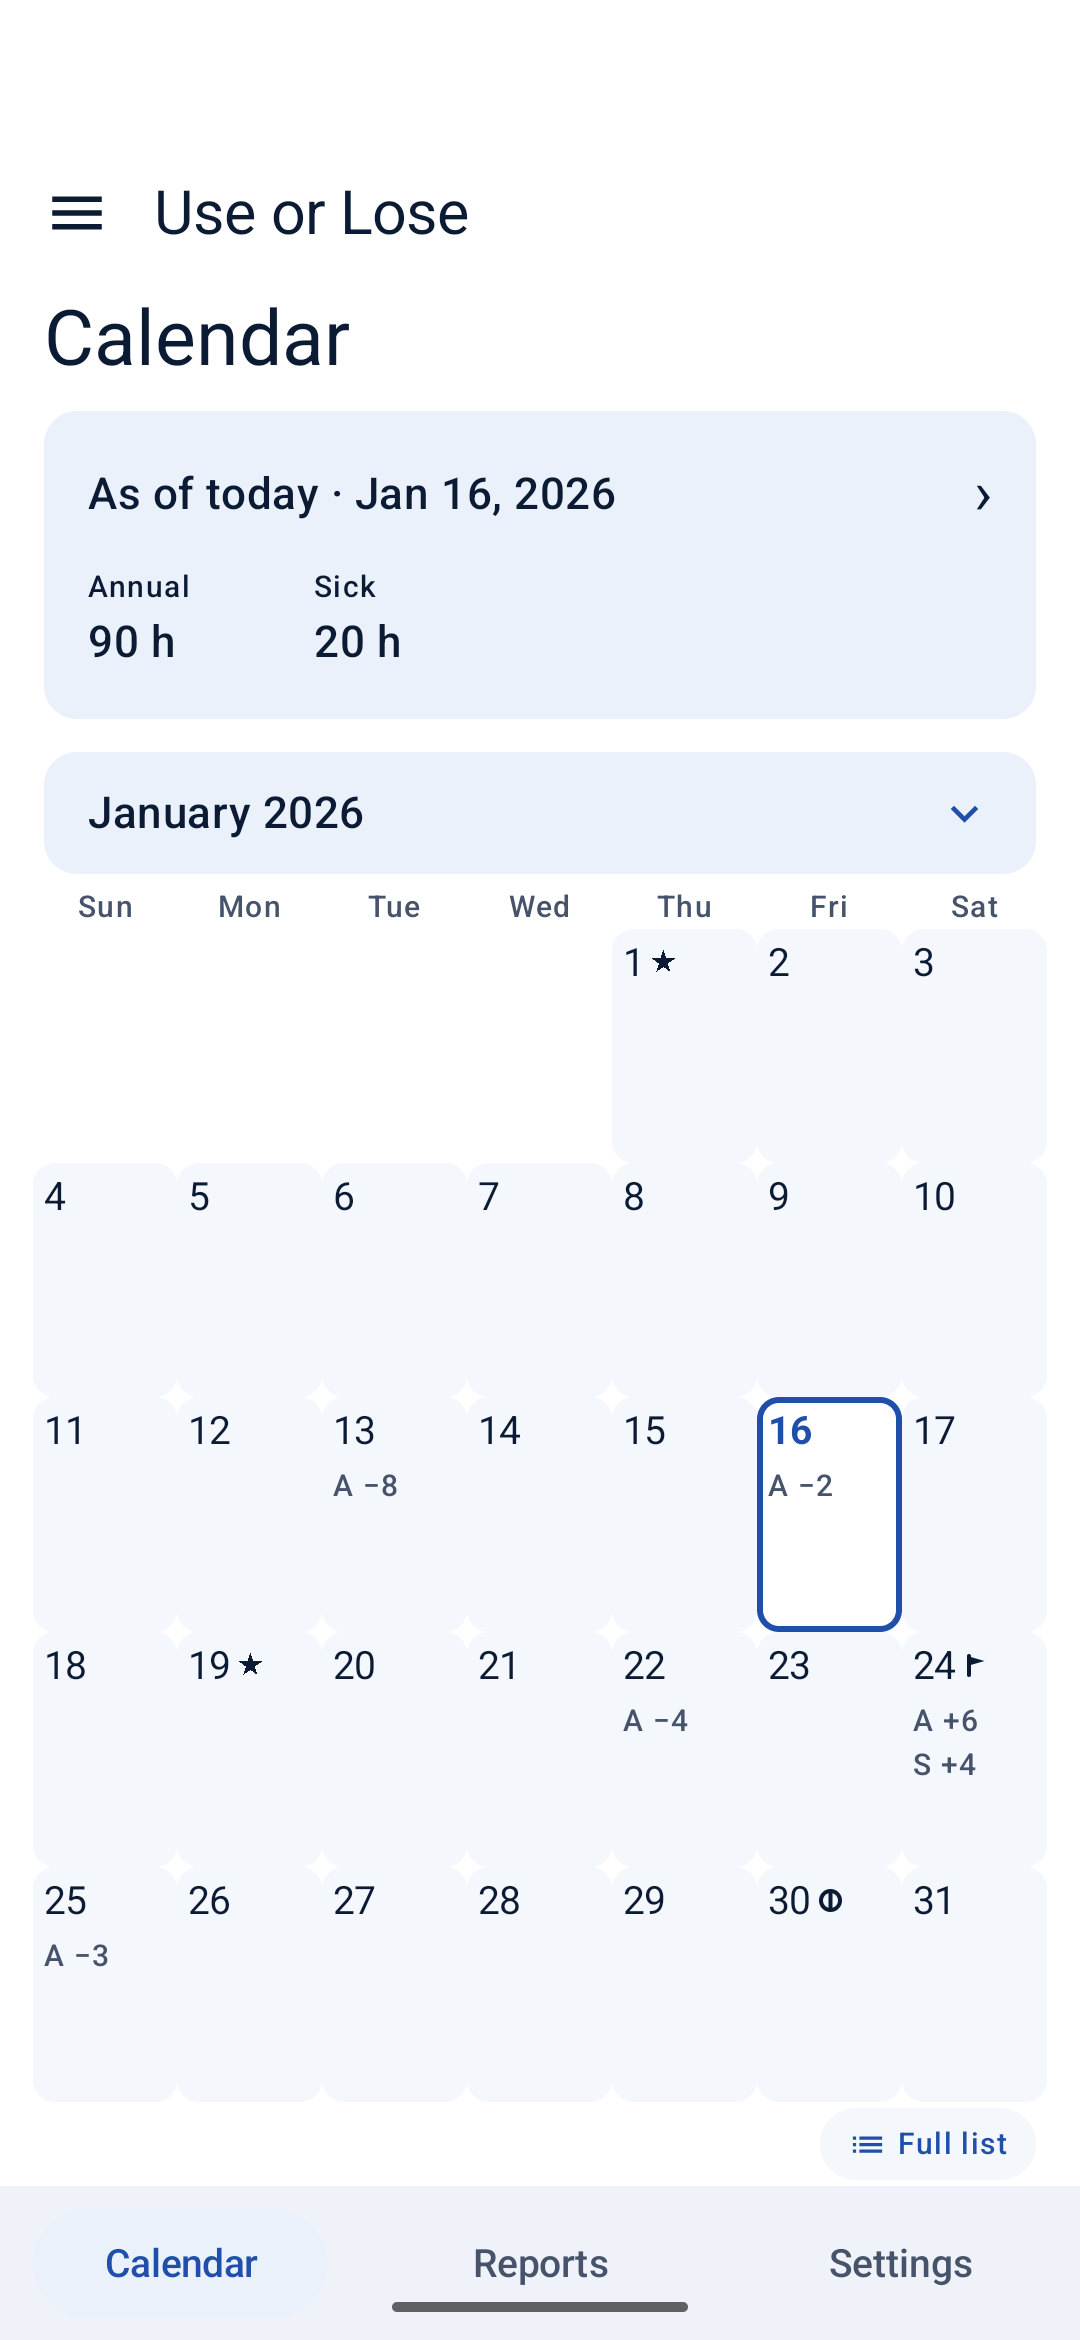 Use or Lose
Calendar
As of today · Jan 16, 2026 ›
Annual Sick
90 h 20 h
January 2026
Sun Mon Tue Wed Thu Fri Sat
1 ★ 2 3
4 5 6 7 8 9 10
11 12 13 14 15 16 17
A −8 A −2
18 19 ★ 20 21 22 23 24
A −4 A +6
S +4
25 26 27 28 29 30 31
A −3
Full list
Calendar Reports Settings